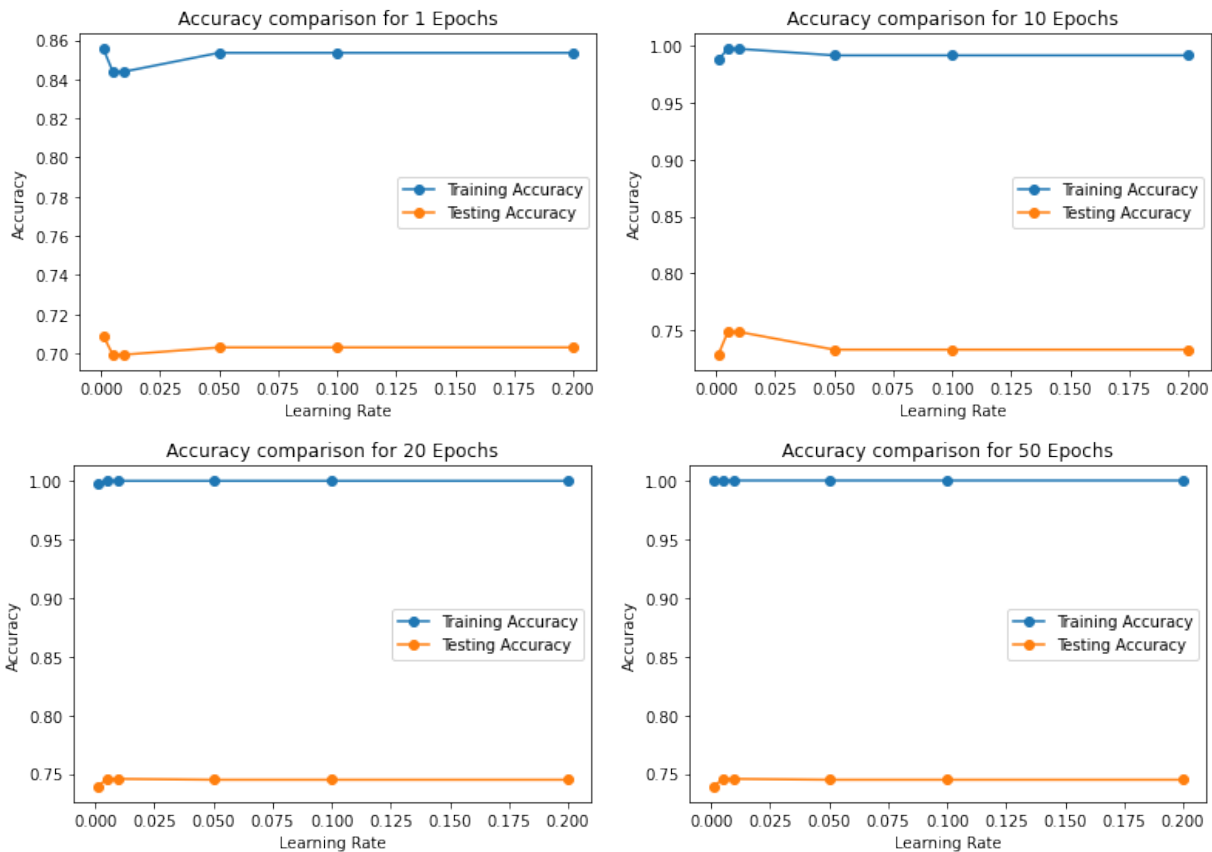 Accuracy comparison for 1 Epochs
0.86
0.84
0.82
0.80
0.78
0.76
0.74
0.72
0.70
Accuracy
Training Accuracy
Testing Accuracy
0.000 0.025 0.050 0.075 0.100 0.125 0.150 0.175 0.200
Learning Rate
Accuracy comparison for 10 Epochs
1.00
0.95
0.90
0.85
0.80
0.75
Accuracy
Training Accuracy
Testing Accuracy
0.000 0.025 0.050 0.075 0.100 0.125 0.150 0.175 0.200
Learning Rate
Accuracy comparison for 20 Epochs
1.00
0.95
0.90
0.85
0.80
0.75
Accuracy
Training Accuracy
Testing Accuracy
0.000 0.025 0.050 0.075 0.100 0.125 0.150 0.175 0.200
Learning Rate
Accuracy comparison for 50 Epochs
1.00
0.95
0.90
0.85
0.80
0.75
Accuracy
Training Accuracy
Testing Accuracy
0.000 0.025 0.050 0.075 0.100 0.125 0.150 0.175 0.200
Learning Rate